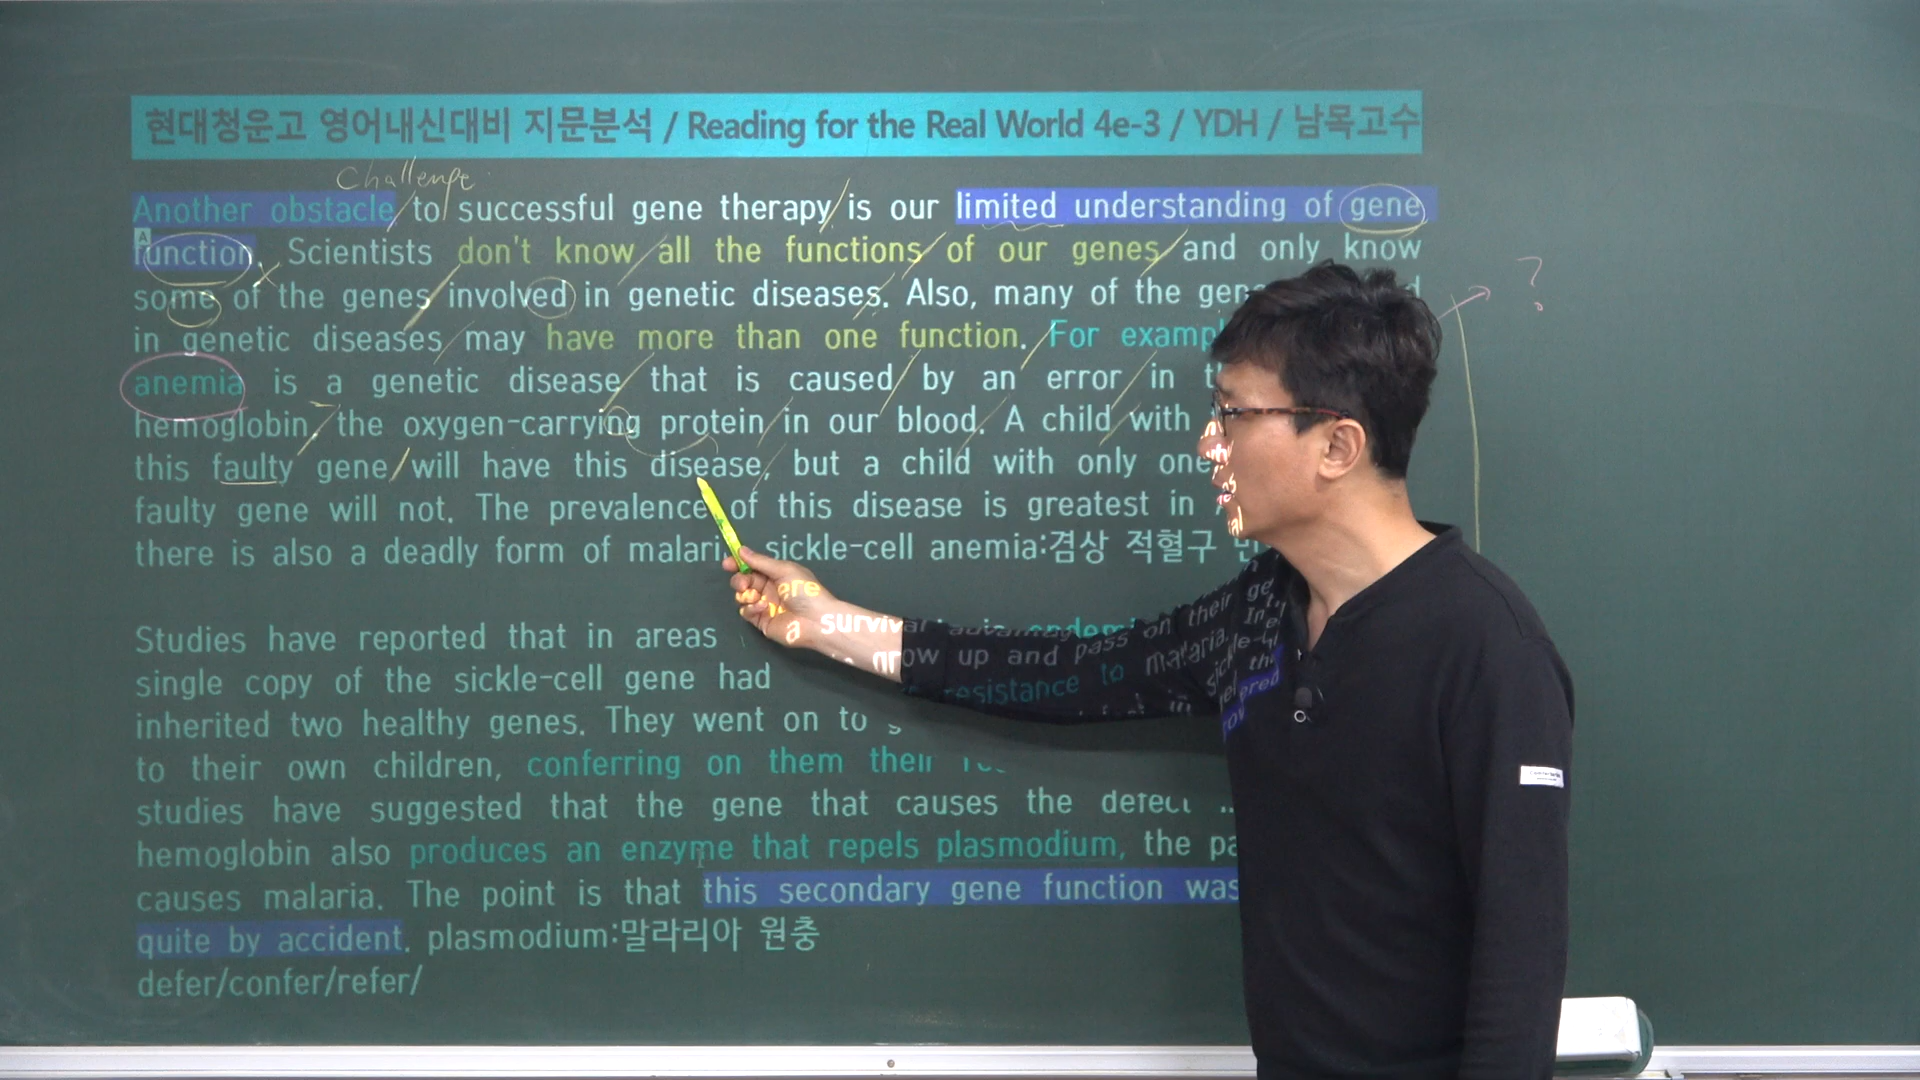 현대청운고 영어내신대비 지문분석 / Reading for the Real World 4e-3 / YDH / 남목고수
Challenge
Another obstacle to successful gene therapy is our limited understanding of gene
function. Scientists don't know all the functions of our genes and only know
some of the genes involved in genetic diseases. Also, many of the
in genetic diseases may have more than one function. For
anemia is a genetic disease that is caused by an error in
hemoglobin, the oxygen-carrying protein in our blood. A child with
this faulty gene will have this disease, but a child with only one
faulty gene will not. The prevalence of this disease is greatest in
there is also a deadly form of sickle-cell anemia:겸상 적혈구
Studies have reported that in areas
single copy of the sickle-cell gene had a survival
inherited two healthy genes. They went on to grow up and pass on their
to their own children, conferring on them their resistance to
studies have suggested that the gene that causes the defect
hemoglobin also produces an enzyme that repels plasmodium, the
causes malaria. The point is that this secondary gene function was
quite by accident. plasmodium:말라리아 원충
defer/confer/refer/
?